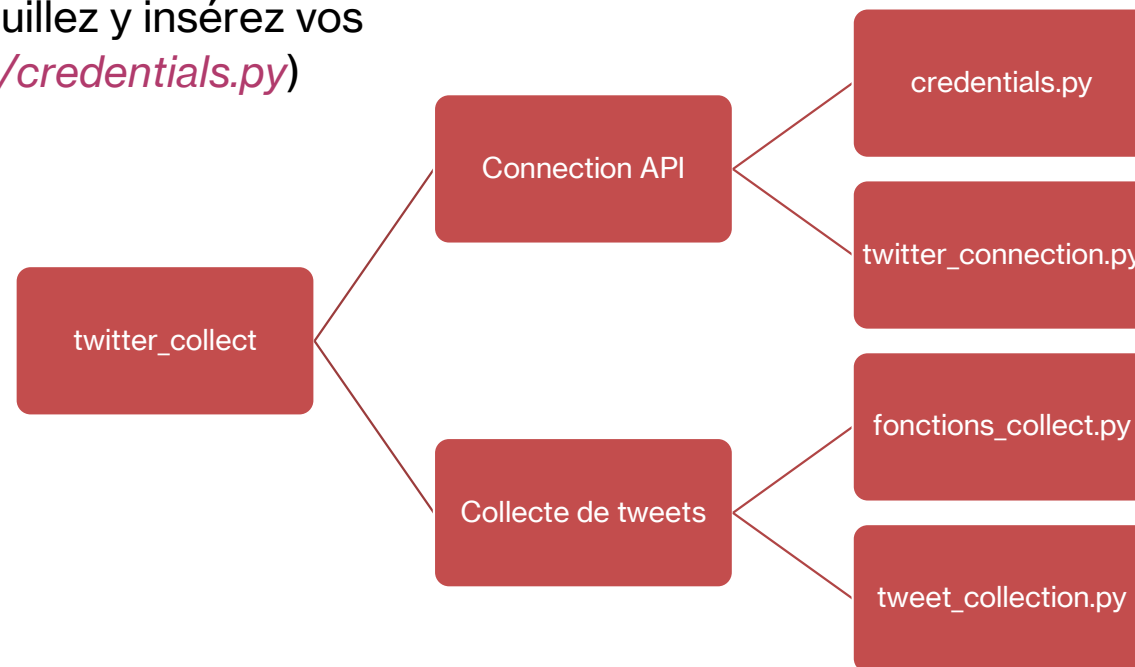 uillez y insérez vos
/credentials.py)
credentials.py
Connection API
twitter_connection.py
twitter_collect
fonctions_collect.py
Collecte de tweets
tweet_collection.py